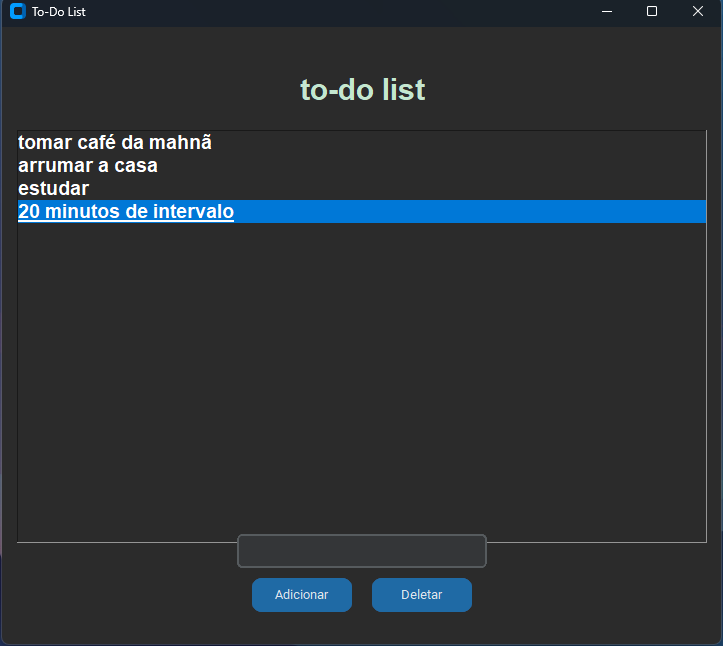 To-Do List
to-do list
tomar café da mahnã
arrumar a casa
estudar
20 minutos de intervalo
Adicionar
Deletar